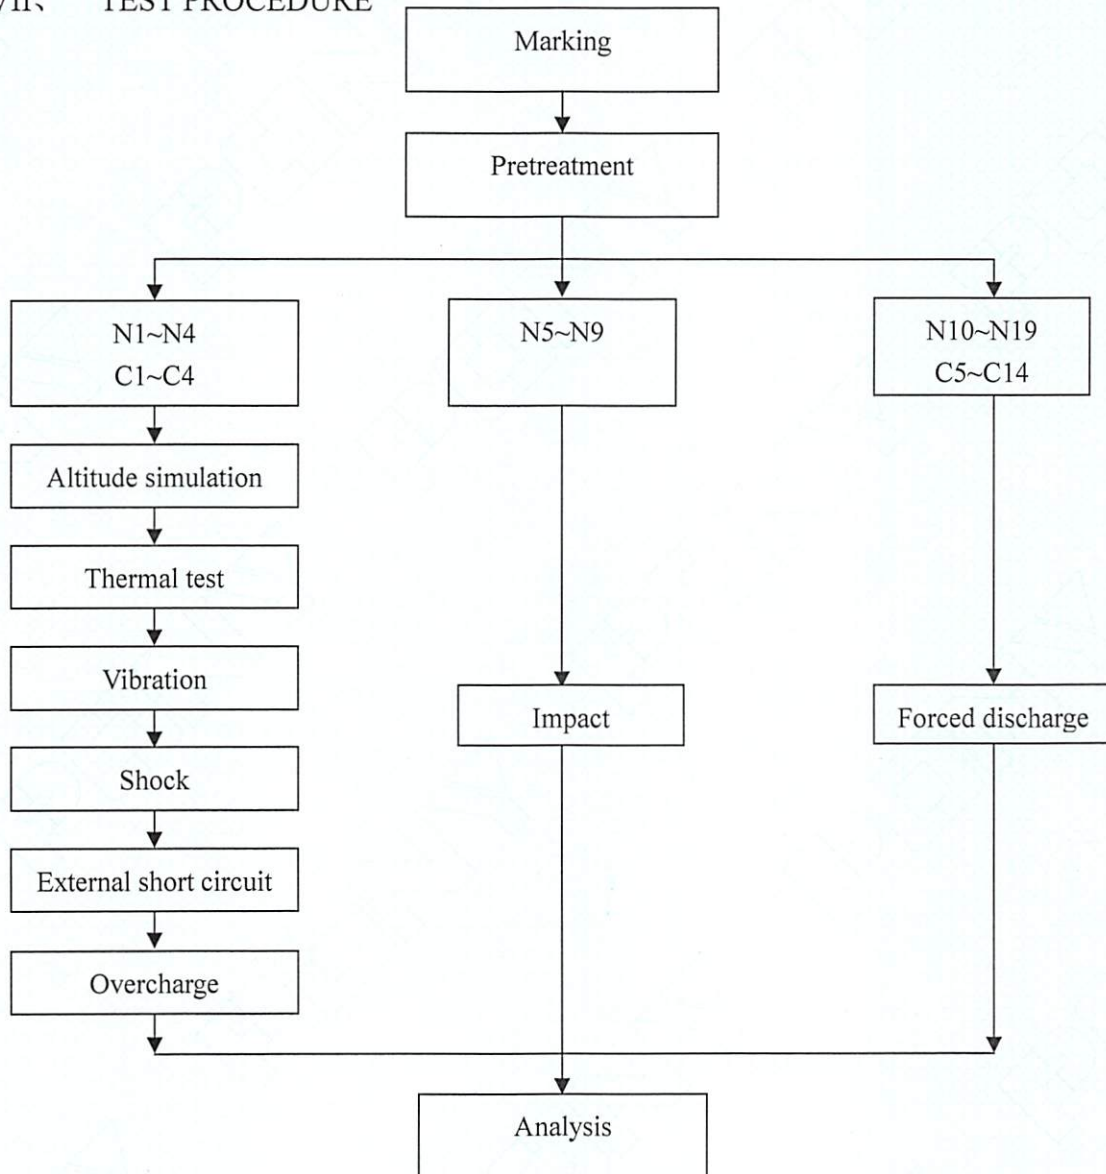 TEST PROCEDURE
Marking
Pretreatment
N1~N4
C1~C4
N5~N9
N10~N19
C5~C14
Altitude simulation
Thermal test
Vibration
Shock
External short circuit
Overcharge
Impact
Forced discharge
Analysis